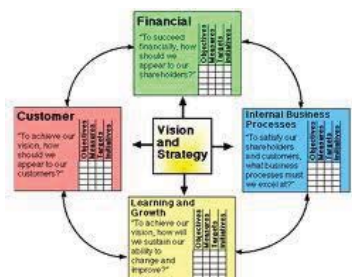 Financial
"To succeed
financially, how
should we
appear to our
shareholders?"
Objectives
Measures
Targets
Initiatives
Customer
"To achieve our
vision, how
should we
appear to our
customers?"
Objectives
Measures
Targets
Initiatives
Vision
and
Strategy
Internal Business
Processes
"To satisfy our
shareholders
and customers,
what business
processes must
we excel at?"
Objectives
Measures
Targets
Initiatives
Learning and
Growth
"To achieve our
vision, how will
we sustain our
ability to
change and
improve?"
Objectives
Measures
Targets
Initiatives